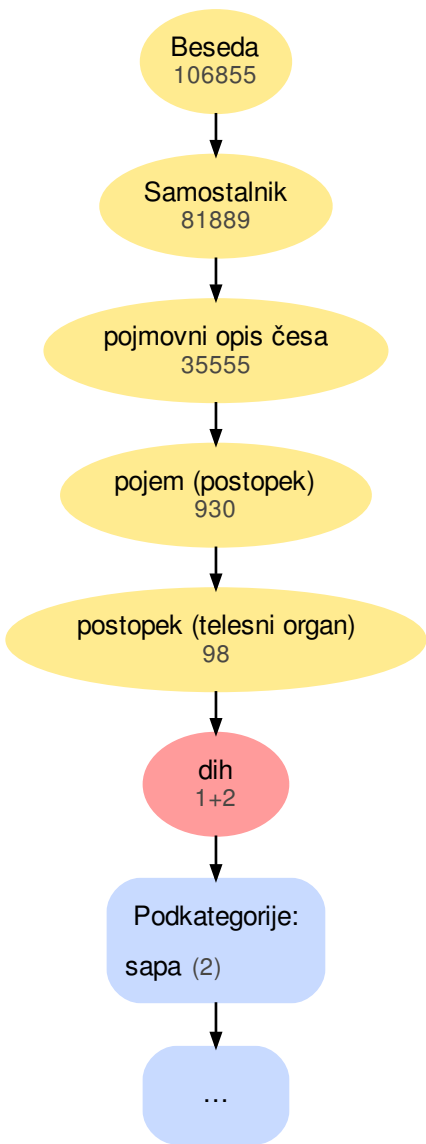 Beseda
106855
Samostalnik
81889
pojmovni opis česa
35555
pojem (postopek)
930
postopek (telesni organ)
98
dih
1+2
Podkategorije:
sapa (2)
...